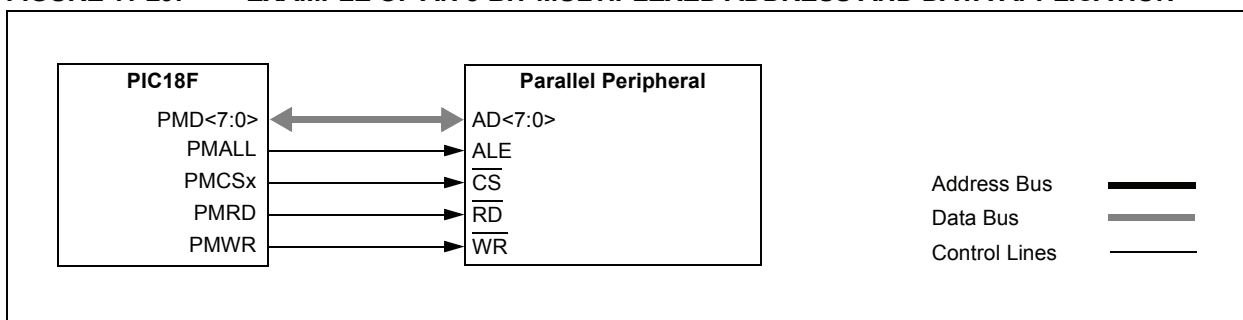 PIC18F
Parallel Peripheral
PMD<7:0>
AD<7:0>
PMALL
ALE
PMCSx
CS
PMRD
RD
PMWR
WR
Address Bus
Data Bus
Control Lines